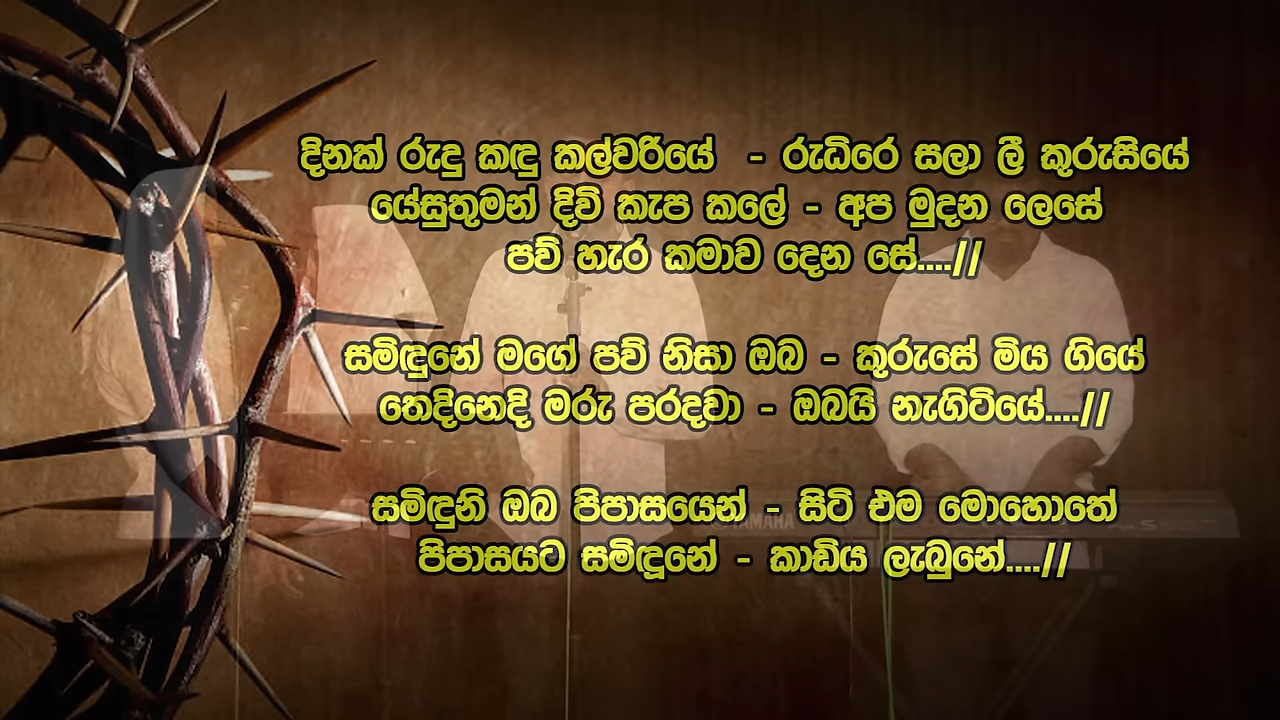 දිනක් රුදු කඳු කල්වරියේ - රුධිරෙ සලා ලී කුරුසියේ
යේසුතුමන් දිවි කැප කලේ - අප මුදන ලෙසේ
පව් හැර කමාව දෙන සේ....//
සමිඳුනේ මගේ පව් නිසා ඔබ - කුරුසේ මිය ගියේ
තෙදිනෙදි මරු පරදවා - ඔබයි නැගිටියේ....//
සමිඳුනි ඔබ පිපාසයෙන් - සිටි එම මොහොතේ
පිපාසයට සමිඳූනේ - කාඩිය ලැබුනේ....//
YAMAHA